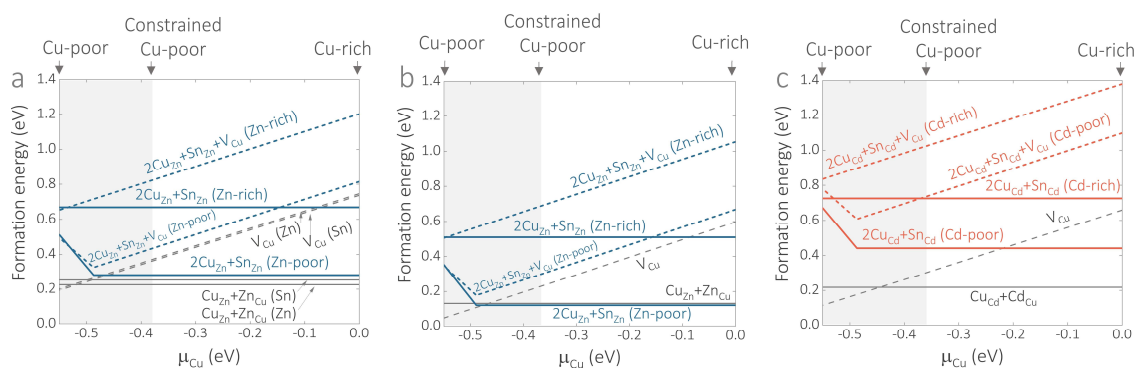 Constrained
Cu-poor Cu-poor Cu-rich
a
Formation energy (eV)
1.4
1.2
1.0
0.8
0.6
0.4
0.2
0.0
2Cu_Zn+Sn_Zn+V_Cu (Zn-rich)
2Cu_Zn+Sn_Zn (Zn-rich)
2Cu_Zn+Sn_Zn+V_Cu (Zn-poor)
V_Cu (Zn) V_Cu (Sn)
2Cu_Zn+Sn_Zn (Zn-poor)
Cu_Zn+Zn_Cu (Sn)
Cu_Zn+Zn_Cu (Zn)
-0.5 -0.4 -0.3 -0.2 -0.1 0.0
μ_Cu (eV)
Constrained
Cu-poor Cu-poor Cu-rich
b
Formation energy (eV)
1.4
1.2
1.0
0.8
0.6
0.4
0.2
0.0
2Cu_Zn+Sn_Zn+V_Cu (Zn-rich)
2Cu_Zn+Sn_Zn (Zn-rich)
2Cu_Zn+Sn_Zn+V_Cu (Zn-poor)
V_Cu
Cu_Zn+Zn_Cu
2Cu_Zn+Sn_Zn (Zn-poor)
-0.5 -0.4 -0.3 -0.2 -0.1 0.0
μ_Cu (eV)
Constrained
Cu-poor Cu-poor Cu-rich
c
Formation energy (eV)
1.4
1.2
1.0
0.8
0.6
0.4
0.2
0.0
2Cu_Cd+Sn_Cd+V_Cu (Cd-rich)
2Cu_Cd+Sn_Cd+V_Cu (Cd-poor)
2Cu_Cd+Sn_Cd (Cd-rich)
V_Cu
2Cu_Cd+Sn_Cd (Cd-poor)
Cu_Cd+Cd_Cu
-0.5 -0.4 -0.3 -0.2 -0.1 0.0
μ_Cu (eV)